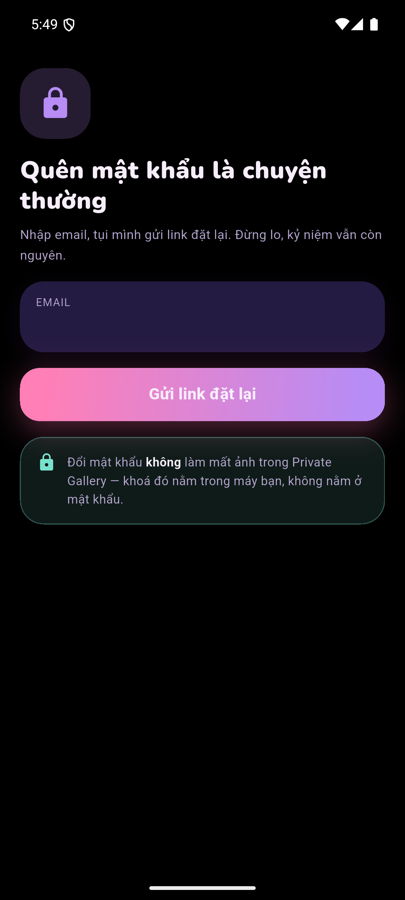 5:49
Quên mật khẩu là chuyện
thường
Nhập email, tụi mình gửi link đặt lại. Đừng lo, kỷ niệm vẫn còn
nguyên.
EMAIL
Gửi link đặt lại
Đổi mật khẩu không làm mất ảnh trong Private
Gallery — khoá đó nằm trong máy bạn, không nằm ở
mật khẩu.